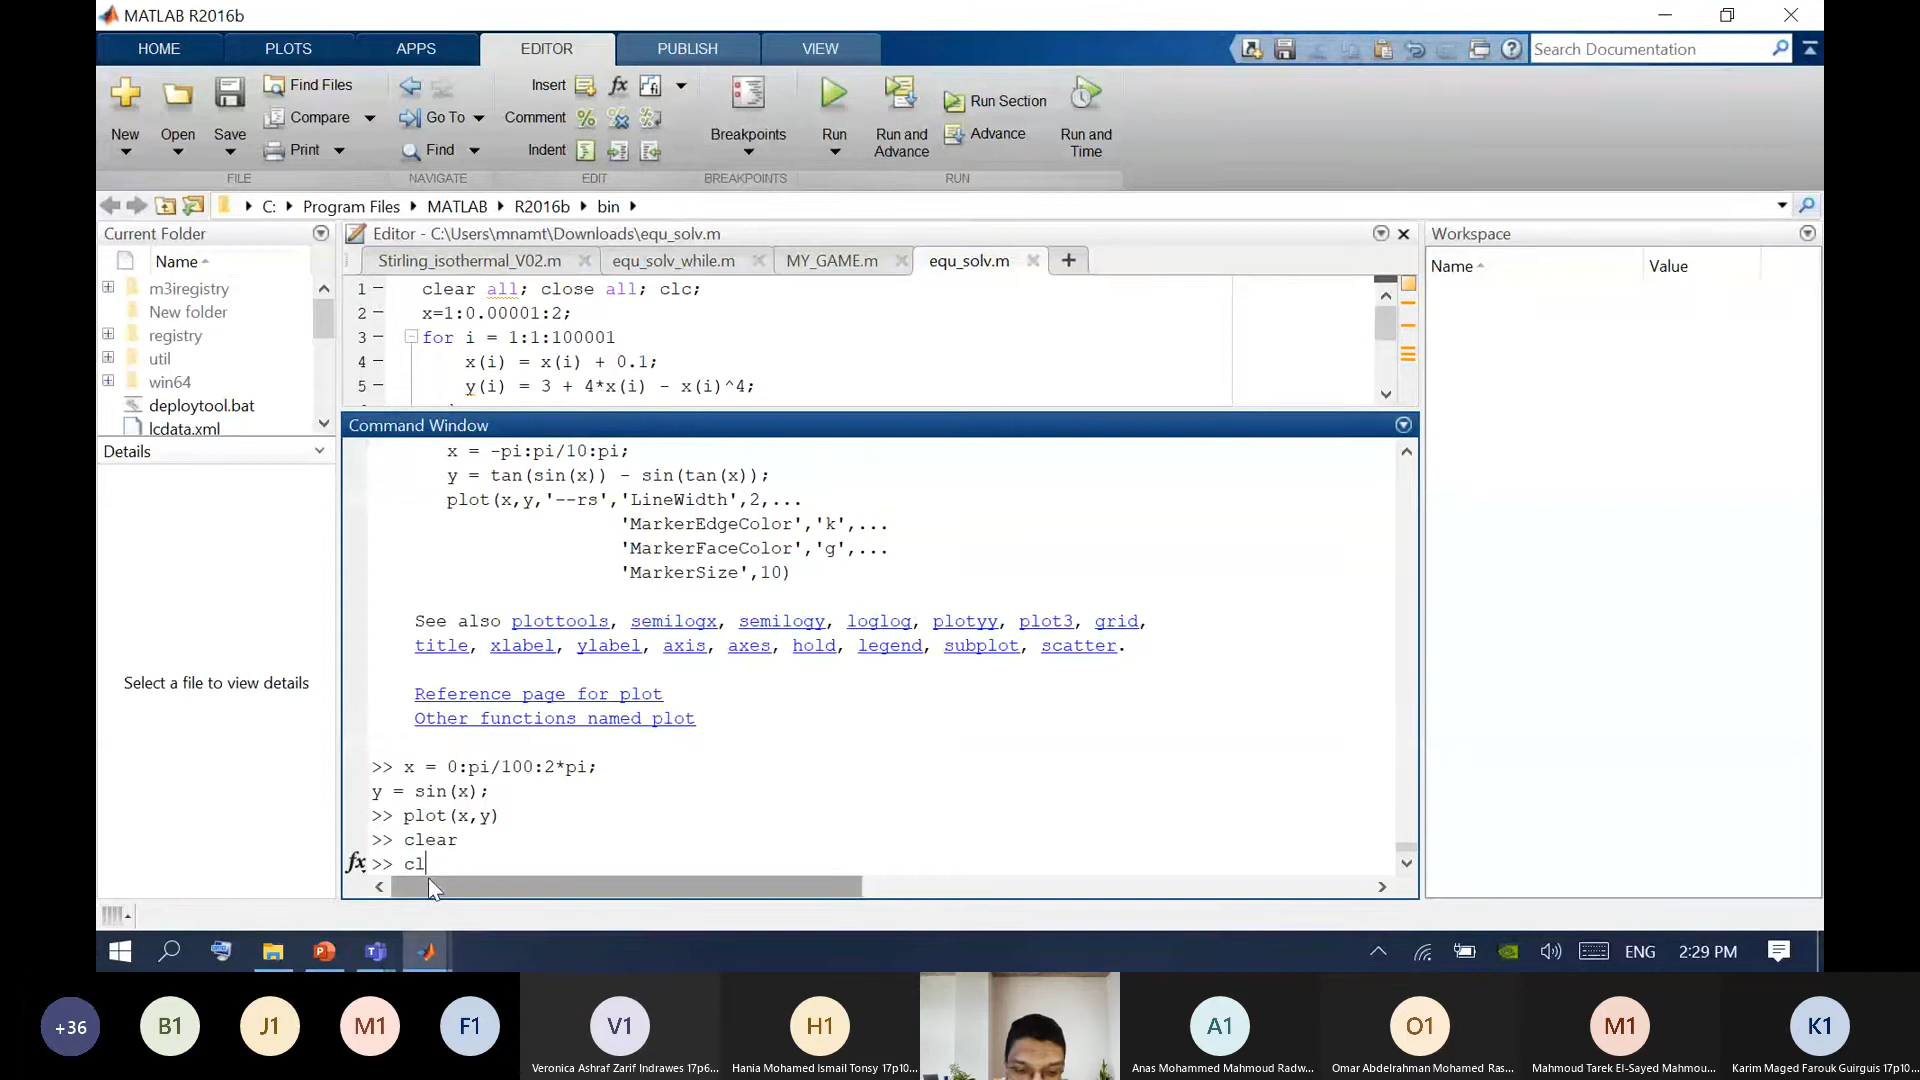 MATLAB R2016b
HOME PLOTS APPS EDITOR PUBLISH VIEW
Search Documentation
New Open Save Find Files Compare Print
FILE
Go To Find
NAVIGATE
Insert fx
Comment
Indent
EDIT
Breakpoints
BREAKPOINTS
Run Run and Advance Run Section Advance Run and Time
RUN
C: Program Files MATLAB R2016b bin
Current Folder
Name
m3iregistry
New folder
registry
util
win64
deploytool.bat
lcdata.xml
Details
Select a file to view details
Editor - C:\Users\mnamt\Downloads\equ_solv.m
Stirling_isothermal_V02.m equ_solv_while.m MY_GAME.m equ_solv.m +
1 clear all; close all; clc;
2 x=1:0.00001:2;
3 for i = 1:1:100001
4 x(i) = x(i) + 0.1;
5 y(i) = 3 + 4*x(i) - x(i)^4;
Command Window
x = -pi:pi/10:pi;
y = tan(sin(x)) - sin(tan(x));
plot(x,y,'--rs','LineWidth',2,...
'MarkerEdgeColor','k',...
'MarkerFaceColor','g',...
'MarkerSize',10)
See also plottools, semilogx, semilogy, loglog, plotyy, plot3, grid,
title, xlabel, ylabel, axis, axes, hold, legend, subplot, scatter.
Reference page for plot
Other functions named plot
>> x = 0:pi/100:2*pi;
y = sin(x);
>> plot(x,y)
>> clear
fx >> cl
Workspace
Name Value
ENG 2:29 PM
+36 B1 J1 M1 F1 V1 H1 A1 O1 M1 K1
Veronica Ashraf Zarif Indrawes 17p6... Hania Mohamed Ismail Tonsy 17p10... Anas Mohammed Mahmoud Radw... Omar Abdelrahman Mohamed Ras... Mahmoud Tarek El-Sayed Mahmou... Karim Maged Farouk Guirguis 17p10...